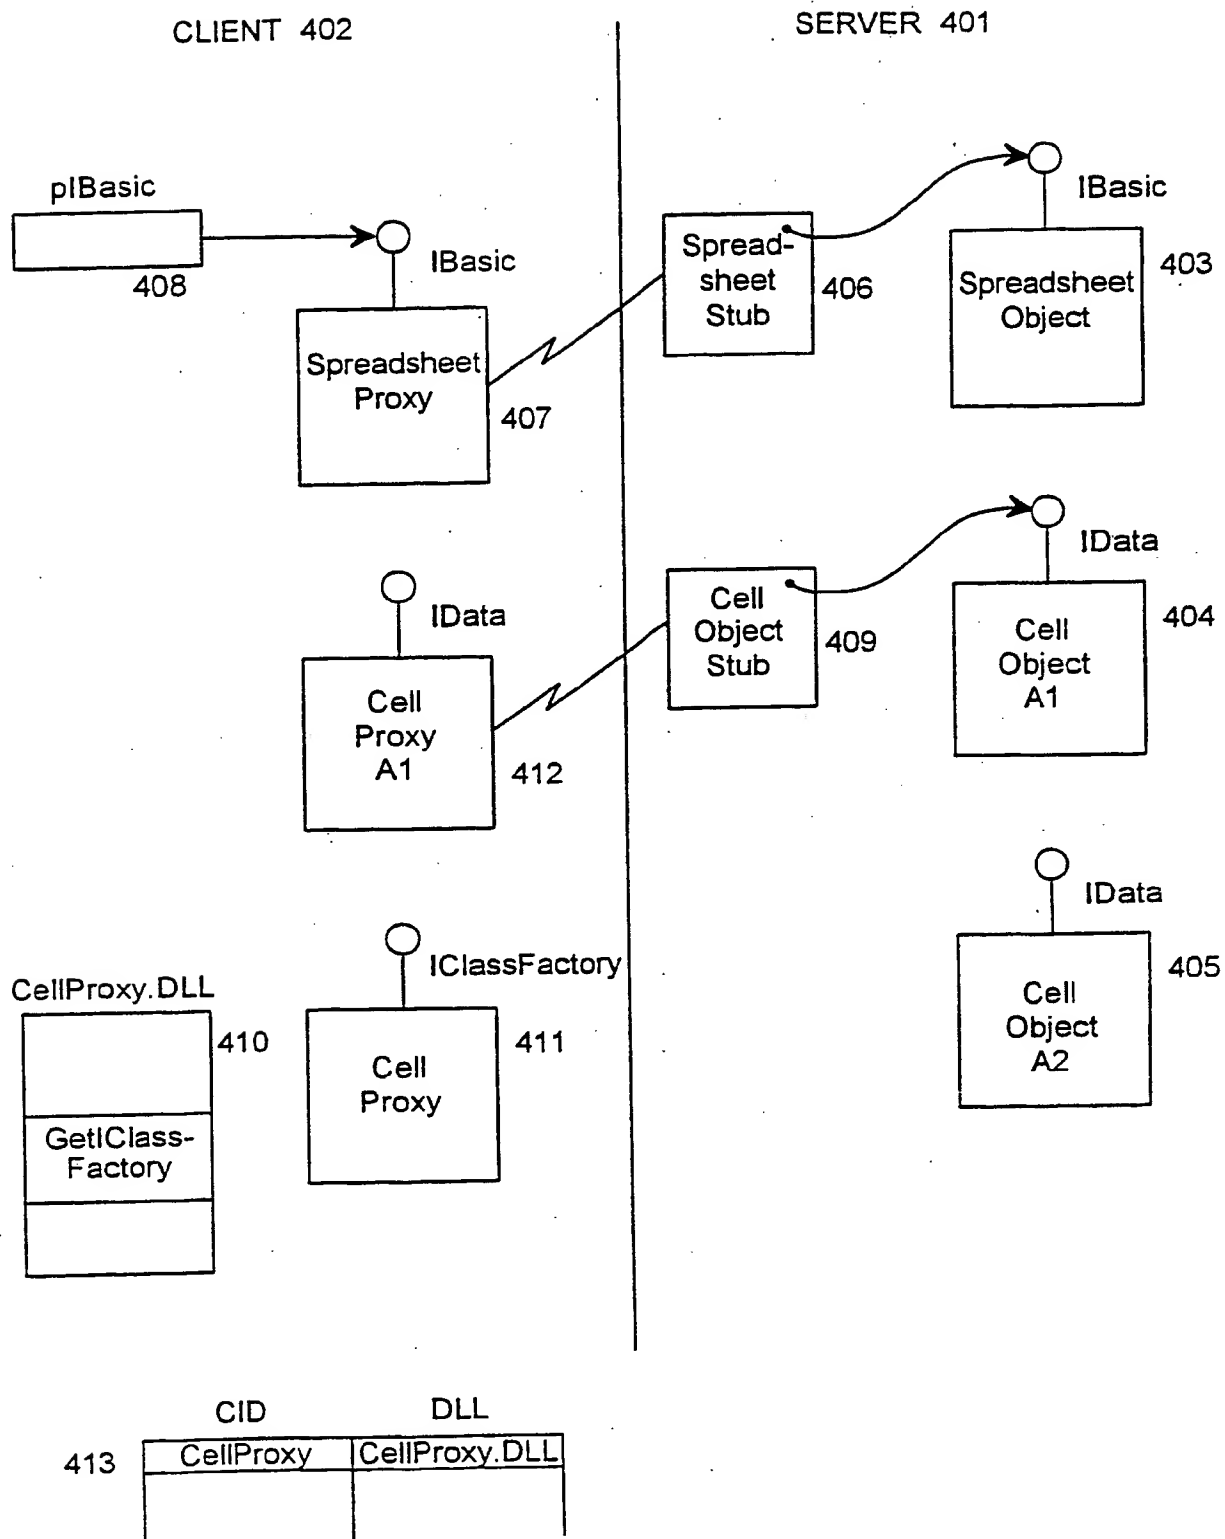 CLIENT 402
SERVER 401
pIBasic
408
IBasic
Spreadsheet
Proxy
407
Spread-
sheet
Stub
406
IBasic
403
Spreadsheet
Object
IData
Cell
Proxy
A1
412
Cell
Object
Stub
409
IData
404
Cell
Object
A1
IData
405
Cell
Object
A2
CellProxy.DLL
410
GetIClass-
Factory
IClassFactory
411
Cell
Proxy
CID
DLL
413
CellProxy
CellProxy.DLL